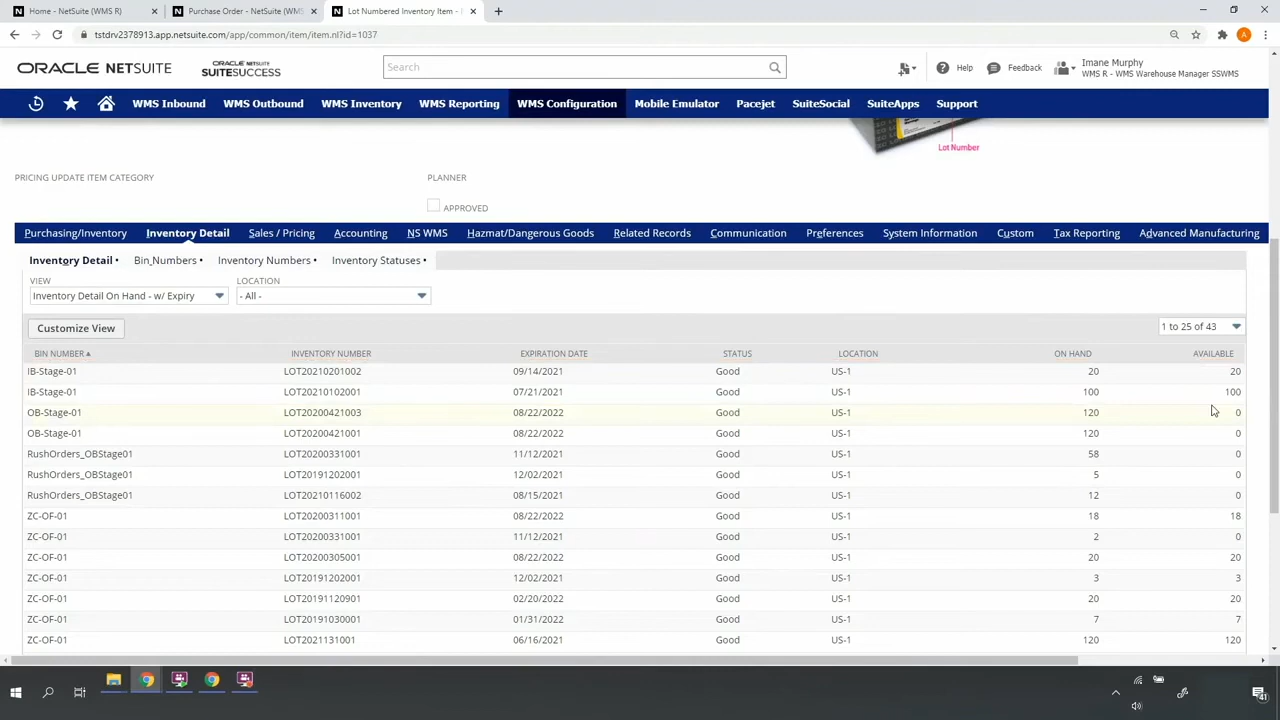 Home - NetSuite (WMS R)
Purchase Order - NetSuite (WMS
Lot Numbered Inventory Item -
tstdrv2378913.app.netsuite.com/app/common/item/item.nl?id=1037
A
ORACLE NETSUITE
ORACLE NETSUITE
SUITESUCCESS
Search
Help
Feedback
Imane Murphy
WMS R - WMS Warehouse Manager SSWMS
WMS Inbound WMS Outbound WMS Inventory WMS Reporting WMS Configuration Mobile Emulator Pacejet SuiteSocial SuiteApps Support
Lot Number
PRICING UPDATE ITEM CATEGORY
PLANNER
APPROVED
Purchasing/Inventory Inventory Detail Sales / Pricing Accounting NS WMS Hazmat/Dangerous Goods Related Records Communication Preferences System Information Custom Tax Reporting Advanced Manufacturing
Inventory Detail • Bin Numbers • Inventory Numbers • Inventory Statuses •
VIEW LOCATION
Inventory Detail On Hand - w/ Expiry - All -
Customize View 1 to 25 of 43
BIN NUMBER ▲ INVENTORY NUMBER EXPIRATION DATE STATUS LOCATION ON HAND AVAILABLE
IB-Stage-01 LOT20210201002 09/14/2021 Good US-1 20 20
IB-Stage-01 LOT20210102001 07/21/2021 Good US-1 100 100
OB-Stage-01 LOT20200421003 08/22/2022 Good US-1 120 0
OB-Stage-01 LOT20200421001 08/22/2022 Good US-1 120 0
RushOrders_OBStage01 LOT20200331001 11/12/2021 Good US-1 58 0
RushOrders_OBStage01 LOT20191202001 12/02/2021 Good US-1 5 0
RushOrders_OBStage01 LOT20210116002 08/15/2021 Good US-1 12 0
ZC-OF-01 LOT20200311001 08/22/2022 Good US-1 18 18
ZC-OF-01 LOT20200331001 11/12/2021 Good US-1 2 0
ZC-OF-01 LOT20200305001 08/22/2022 Good US-1 20 20
ZC-OF-01 LOT20191202001 12/02/2021 Good US-1 3 3
ZC-OF-01 LOT20191120901 02/20/2022 Good US-1 20 20
ZC-OF-01 LOT20191030001 01/31/2022 Good US-1 7 7
ZC-OF-01 LOT2021131001 06/16/2021 Good US-1 120 120